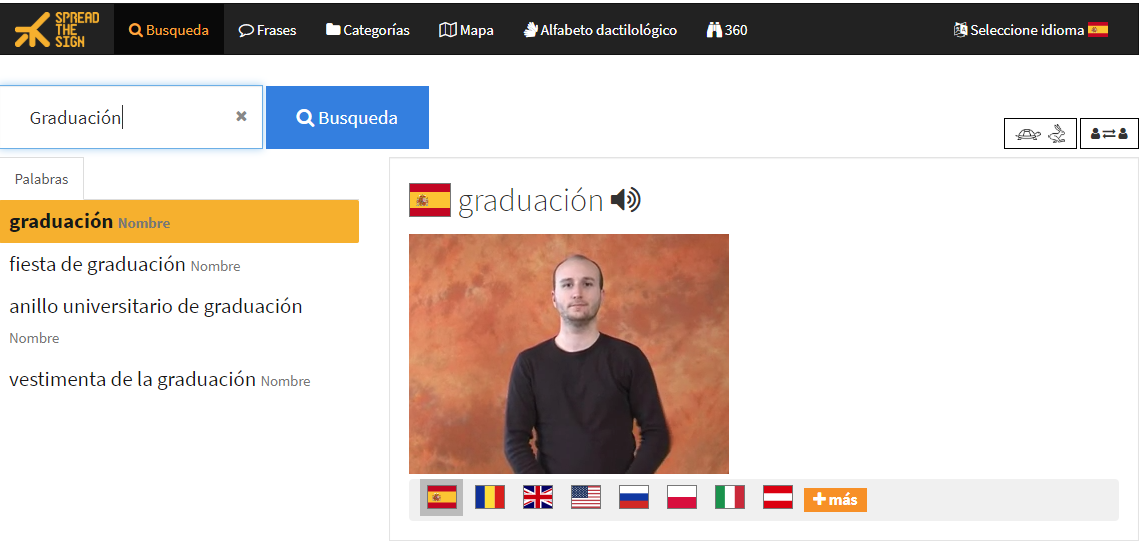 SPREAD
THE
SIGN
Busqueda
Frases
Categorías
Mapa
Alfabeto dactilológico
360
Seleccione idioma
Graduación
Busqueda
Palabras
graduación Nombre
fiesta de graduación Nombre
anillo universitario de graduación
Nombre
vestimenta de la graduación Nombre
graduación
más